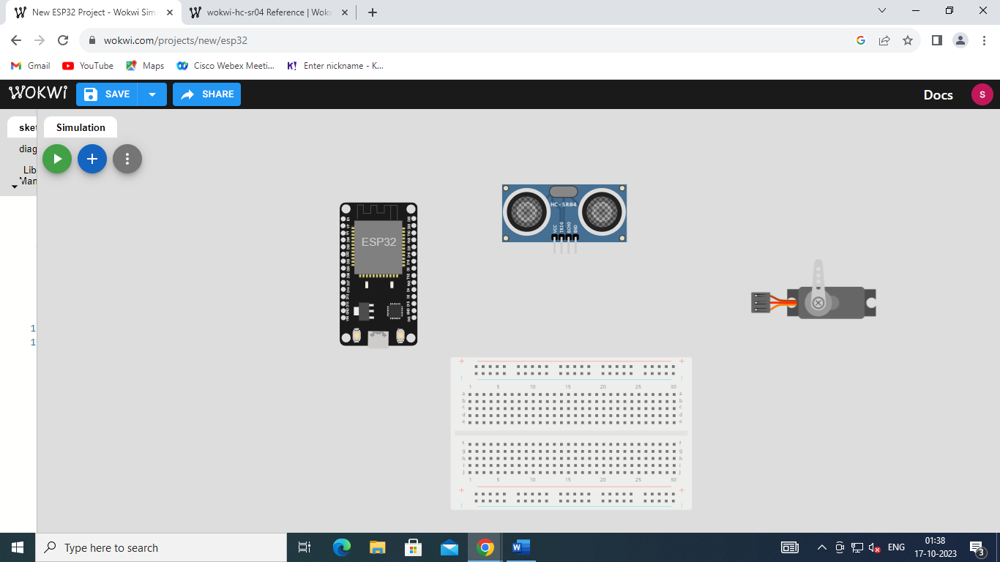 New ESP32 Project - Wokwi Sim
wokwi-hc-sr04 Reference | Wokw
wokwi.com/projects/new/esp32
Gmail
YouTube
Maps
Cisco Webex Meeti...
Enter nickname - K...
WOKWI
SAVE
SHARE
Docs
S
sket
Simulation
diag
Lib
Man
1
1
ESP32
HC-SR04
VCC
TRIG
ECHO
GND
+ +
1 5 10 15 20 25 30
a a
b b
c c
d d
e e
f f
g g
h h
i i
j j
1 5 10 15 20 25 30
+ +
Type here to search
ENG
01:38
17-10-2023
3